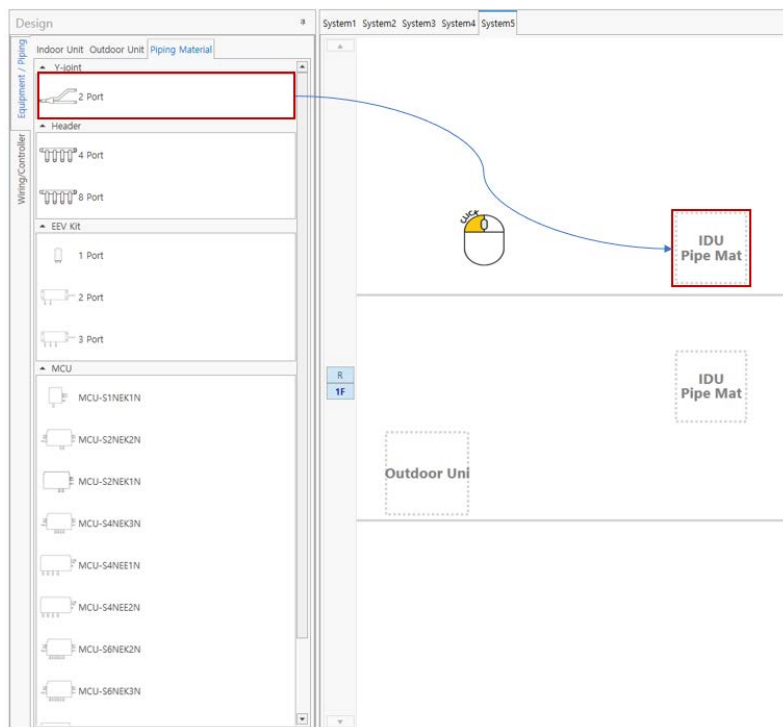 Design
System1 System2 System3 System4 System5
Equipment / Piping
Wiring/Controller
Indoor Unit Outdoor Unit Piping Material
Y-joint
2 Port
Header
4 Port
8 Port
EEV Kit
1 Port
2 Port
3 Port
MCU
MCU-S1NEK1N
MCU-S2NEK2N
MCU-S2NEK1N
MCU-S4NEK3N
MCU-S4NEE1N
MCU-S4NEE2N
MCU-S6NEK2N
MCU-S6NEK3N
CLICK
IDU
Pipe Mat
R
1F
IDU
Pipe Mat
Outdoor Uni